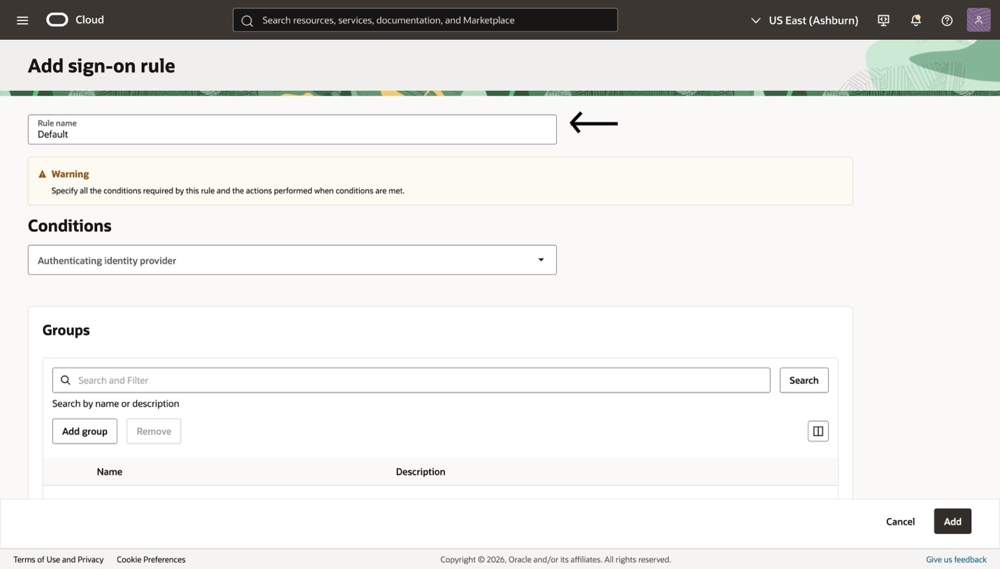 Cloud
Search resources, services, documentation, and Marketplace
US East (Ashburn)
Add sign-on rule
Rule name
Default
Warning
Specify all the conditions required by this rule and the actions performed when conditions are met.
Conditions
Authenticating identity provider
Groups
Search and Filter
Search
Search by name or description
Add group
Remove
Name
Description
Cancel
Add
Terms of Use and Privacy
Cookie Preferences
Copyright © 2026, Oracle and/or its affiliates. All rights reserved.
Give us feedback